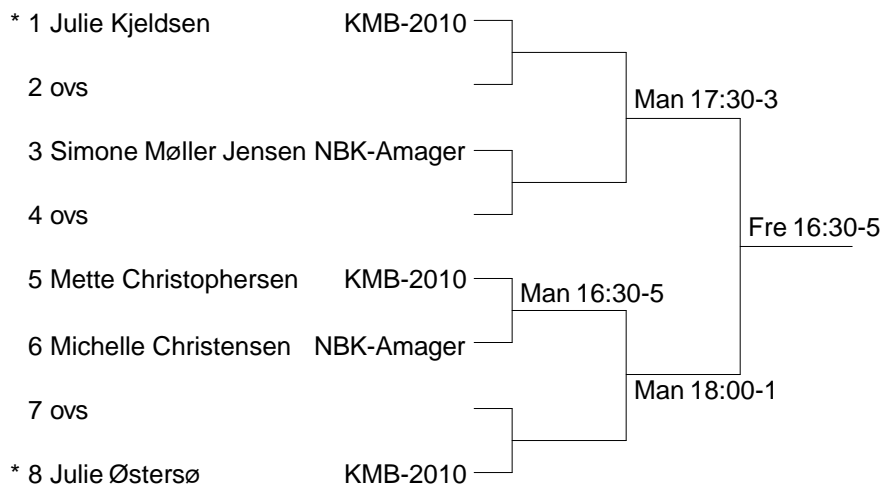 * 1 Julie Kjeldsen KMB-2010
2 ovs
Man 17:30-3
3 Simone Møller Jensen NBK-Amager
4 ovs
Fre 16:30-5
5 Mette Christophersen KMB-2010
Man 16:30-5
6 Michelle Christensen NBK-Amager
Man 18:00-1
7 ovs
* 8 Julie Østersø KMB-2010